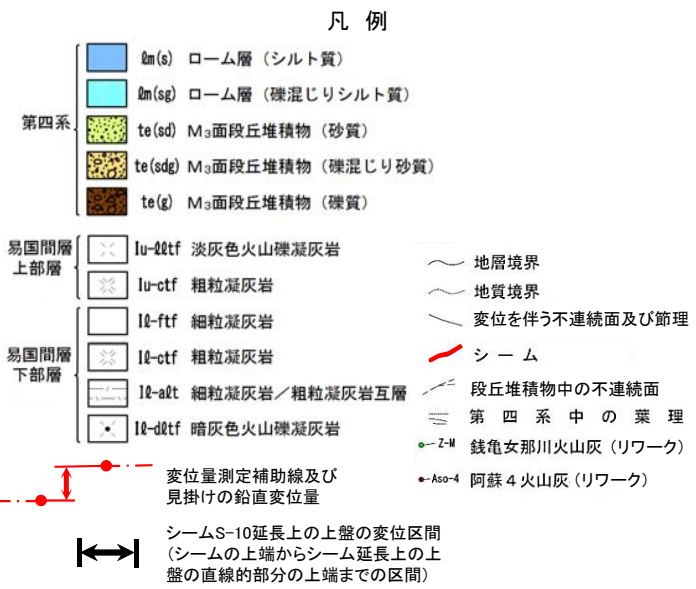 凡 例
第四系
ℓm(s) ローム層（シルト質）
ℓm(sg) ローム層（礫混じりシルト質）
te(sd) M₃面段丘堆積物（砂質）
te(sdg) M₃面段丘堆積物（礫混じり砂質）
te(g) M₃面段丘堆積物（礫質）
易国間層
上部層
Iu-ℓℓtf 淡灰色火山礫凝灰岩
Iu-ctf 粗粒凝灰岩
易国間層
下部層
Iℓ-ftf 細粒凝灰岩
Iℓ-ctf 粗粒凝灰岩
Iℓ-aℓt 細粒凝灰岩／粗粒凝灰岩互層
Iℓ-dℓtf 暗灰色火山礫凝灰岩
地層境界
地質境界
変位を伴う不連続面及び節理
シーム
段丘堆積物中の不連続面
第四系中の葉理
Z-M 銭亀女那川火山灰（リワーク）
Aso-4 阿蘇４火山灰（リワーク）
変位量測定補助線及び
見掛けの鉛直変位量
シームS-10延長上の上盤の変位区間
（シームの上端からシーム延長上の上
盤の直線的部分の上端までの区間）